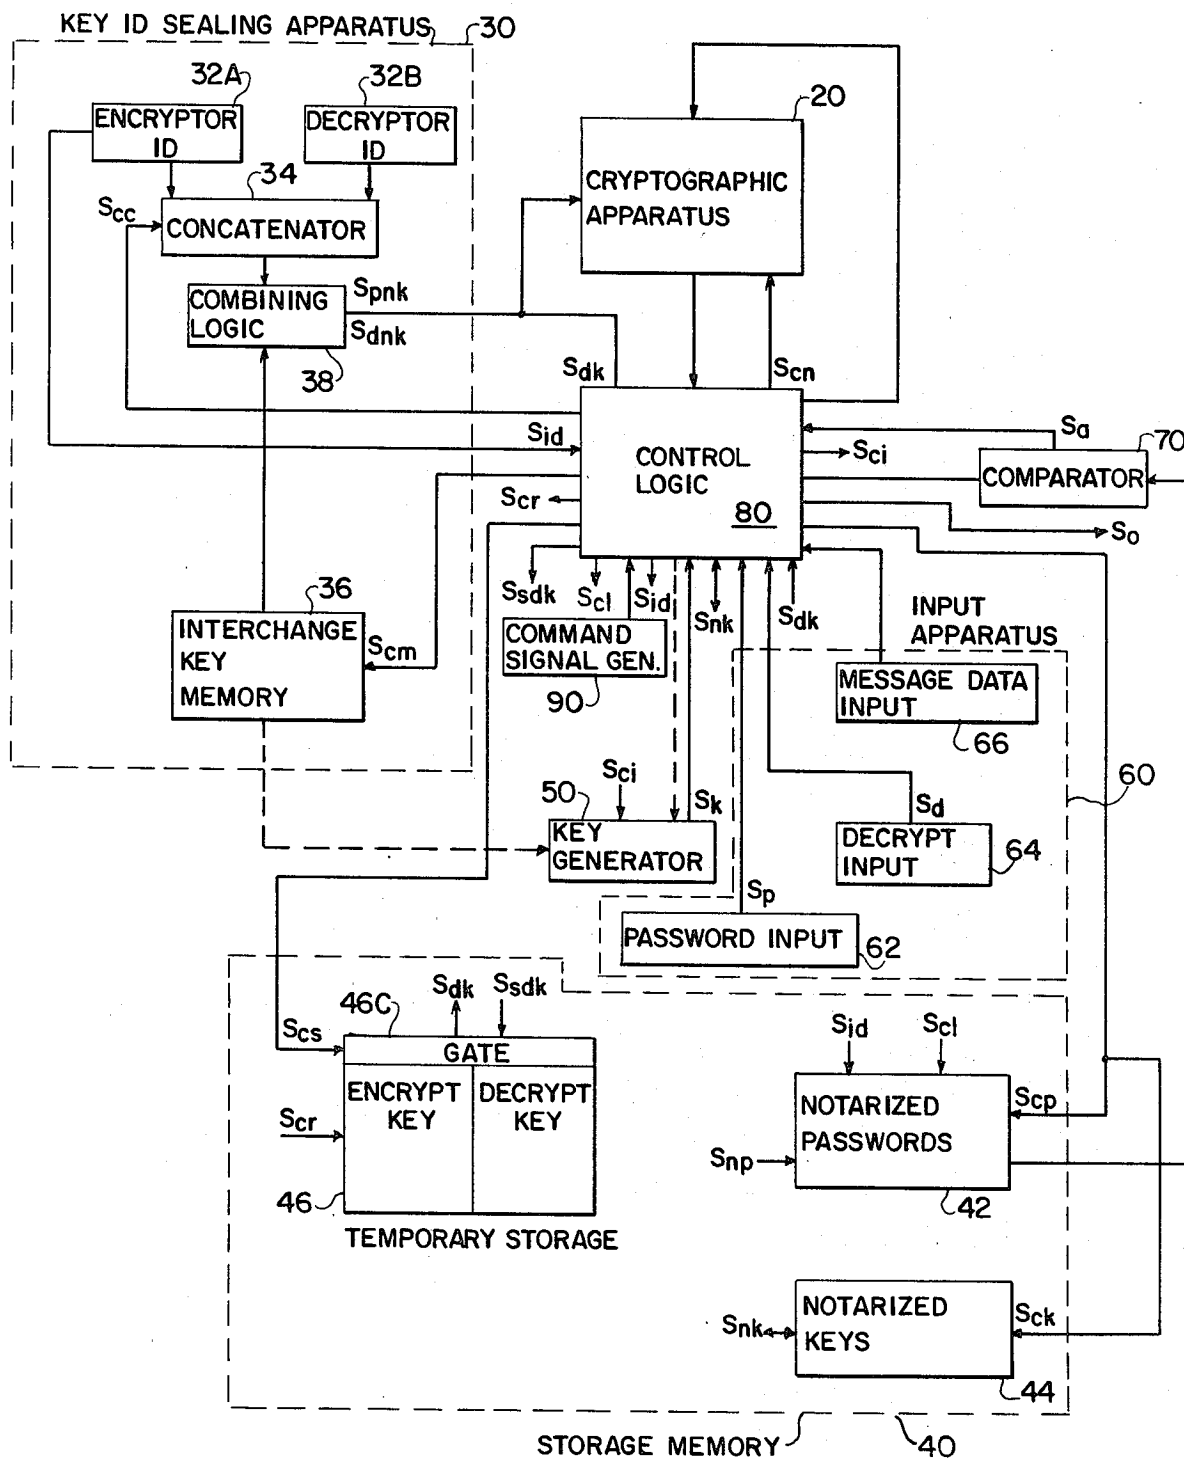 KEY ID SEALING APPARATUS
30
32A
32B
20
ENCRYPTOR
ID
DECRYPTOR
ID
34
CRYPTOGRAPHIC
APPARATUS
Scc
CONCATENATOR
COMBINING
LOGIC
Spnk
Sdnk
38
Sdk
Scn
Sid
Sa
70
CONTROL
LOGIC
80
Sci
COMPARATOR
Scr
So
Ssdk
Scl
Sid
Snk
Sdk
INPUT
APPARATUS
36
INTERCHANGE
KEY
MEMORY
Scm
COMMAND
SIGNAL GEN.
90
MESSAGE DATA
INPUT
66
60
Sci
50
Sk
Sd
KEY
GENERATOR
DECRYPT
INPUT
64
Sp
PASSWORD INPUT
62
Sdk
Ssdk
46C
Scs
GATE
Sid
Scl
ENCRYPT
KEY
DECRYPT
KEY
Scr
NOTARIZED
PASSWORDS
Scp
Snp
46
42
TEMPORARY STORAGE
NOTARIZED
KEYS
Snk
Sck
44
STORAGE MEMORY
40